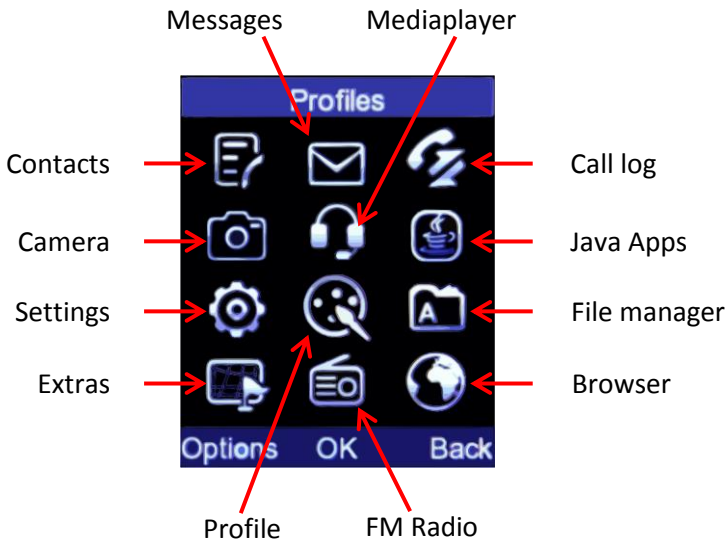 Messages Mediaplayer
Profiles
Contacts Call log
Camera Java Apps
Settings A File manager
Extras Browser
Options OK Back
Profile FM Radio